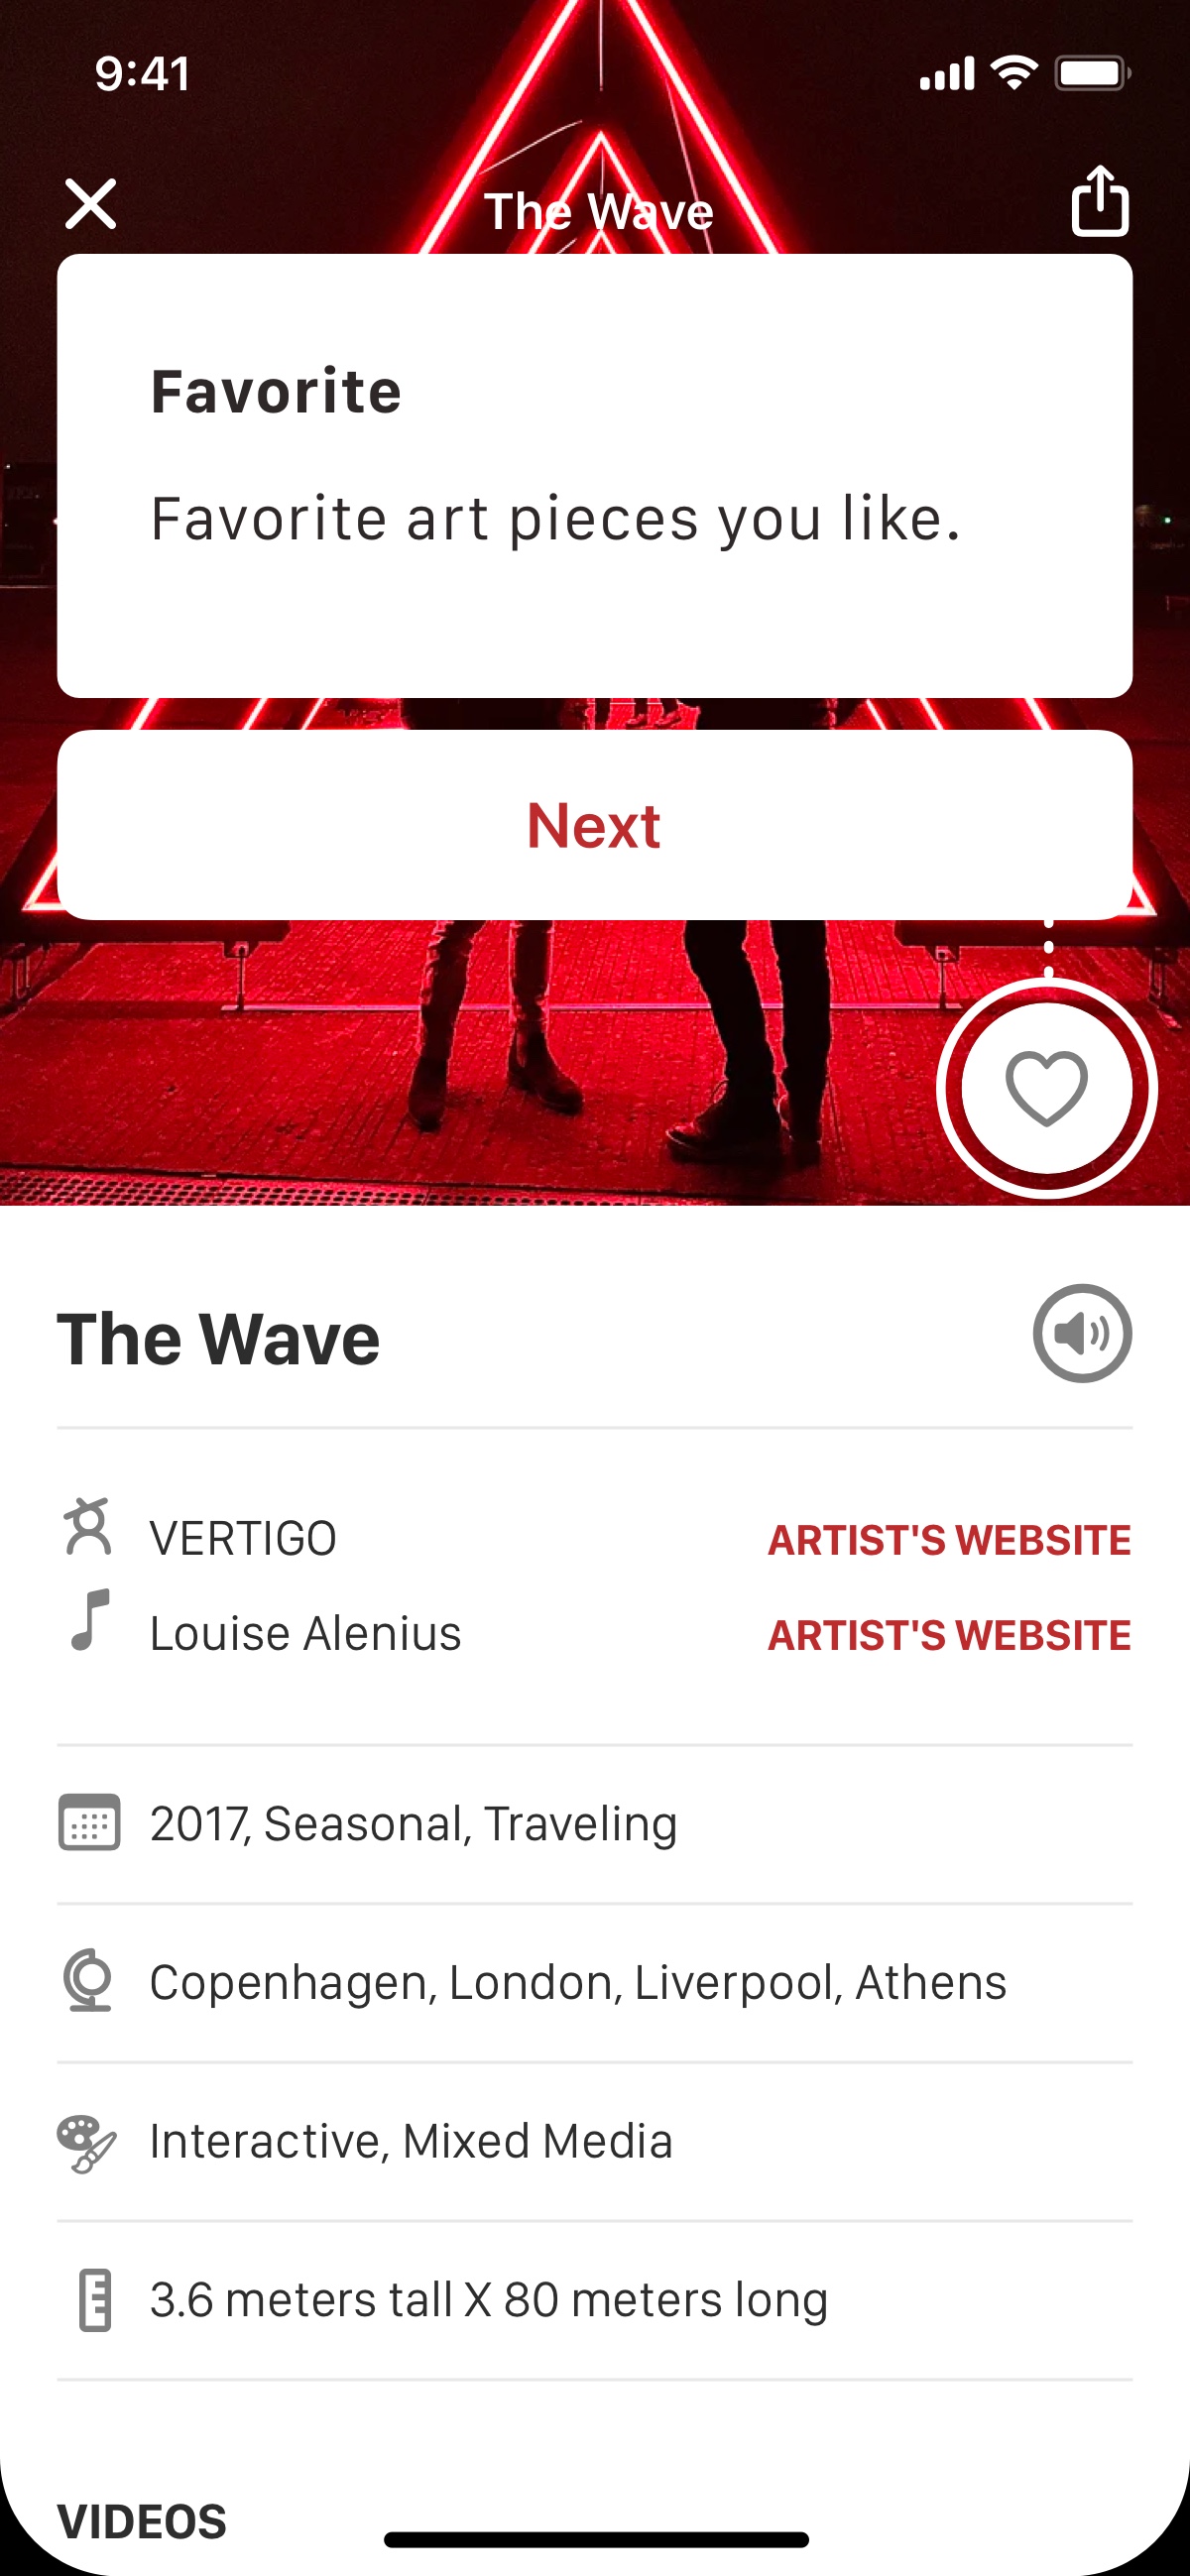 9:41
The Wave
Favorite
Favorite art pieces you like.
Next
The Wave
VERTIGO
ARTIST'S WEBSITE
Louise Alenius
ARTIST'S WEBSITE
2017, Seasonal, Traveling
Copenhagen, London, Liverpool, Athens
Interactive, Mixed Media
3.6 meters tall X 80 meters long
VIDEOS